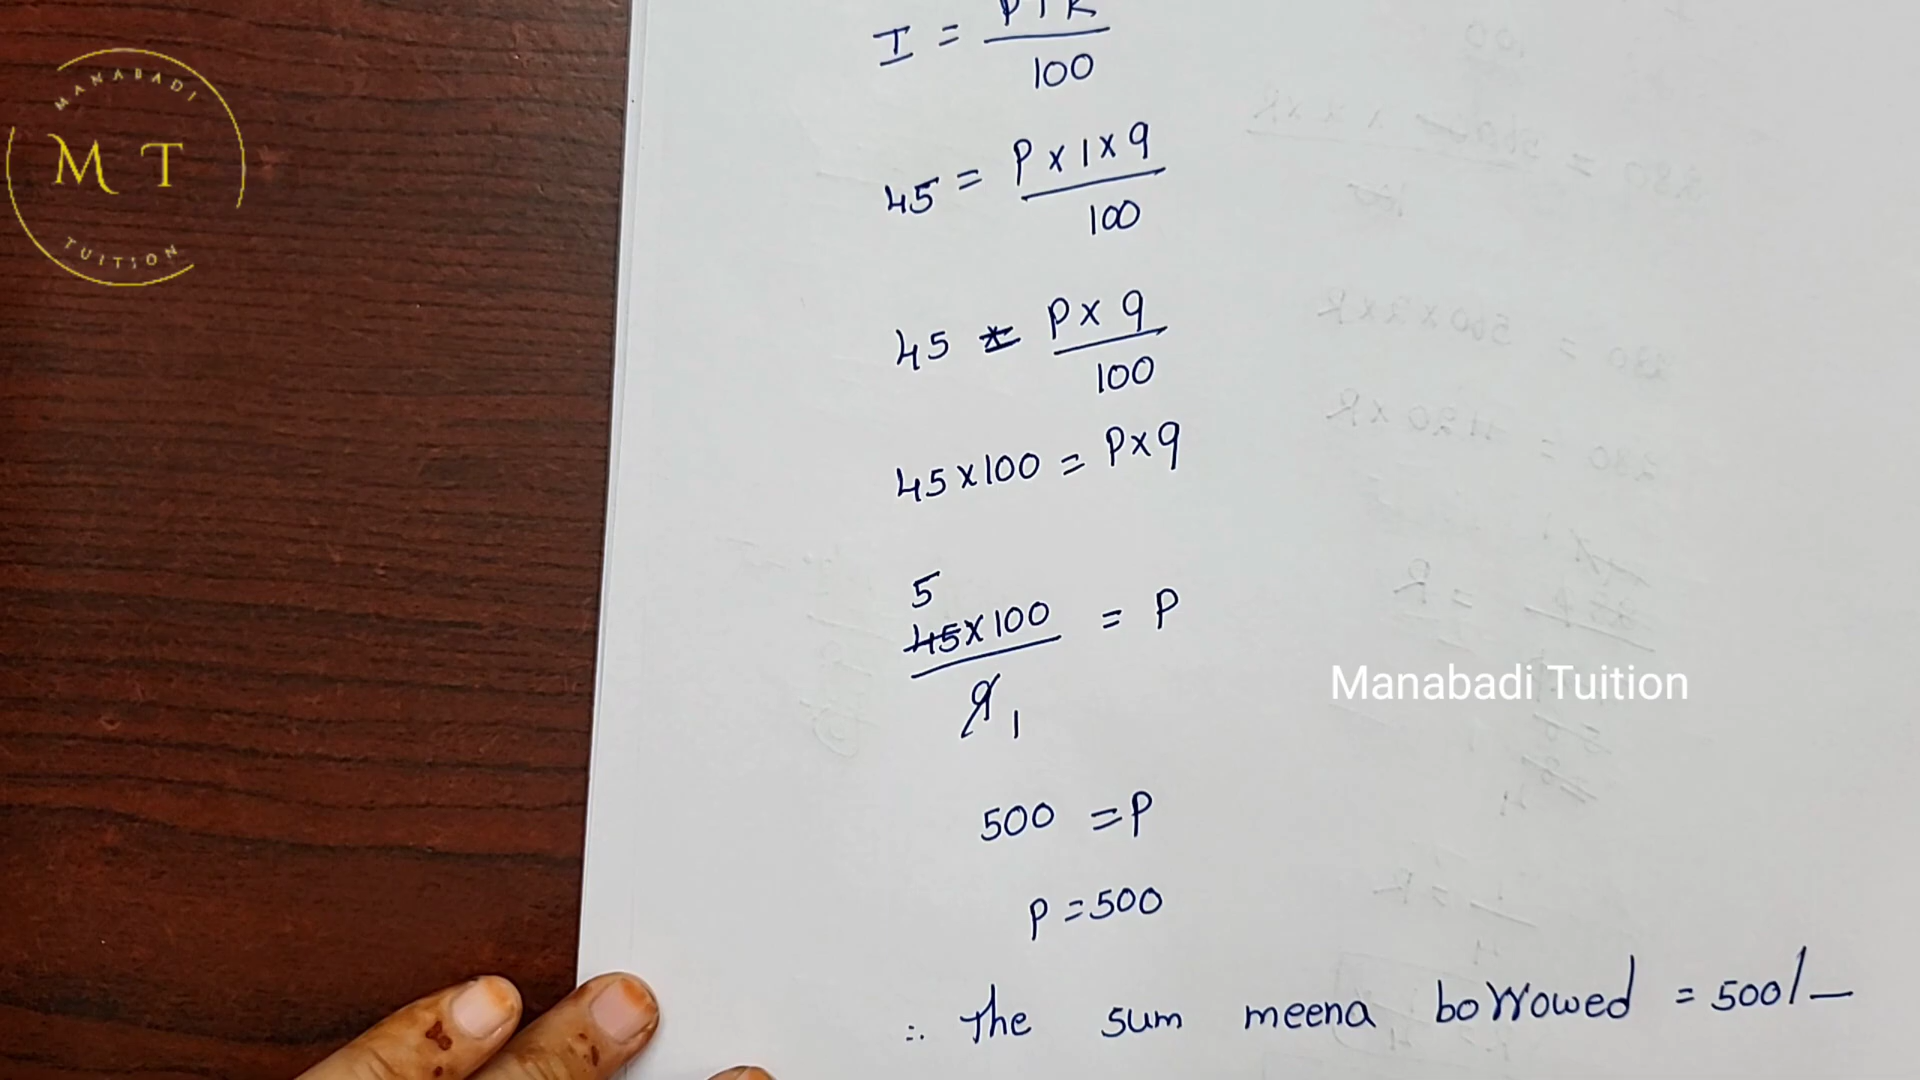 MANABADI
M T
TUITION
I = PTR
100
45 = P x 1 x 9
100
45 = P x 9
100
45 x 100 = P x 9
5
45 x 100 = P
9 1
500 = P
Manabadi Tuition
P = 500
∴ The sum meena borrowed = 500/-